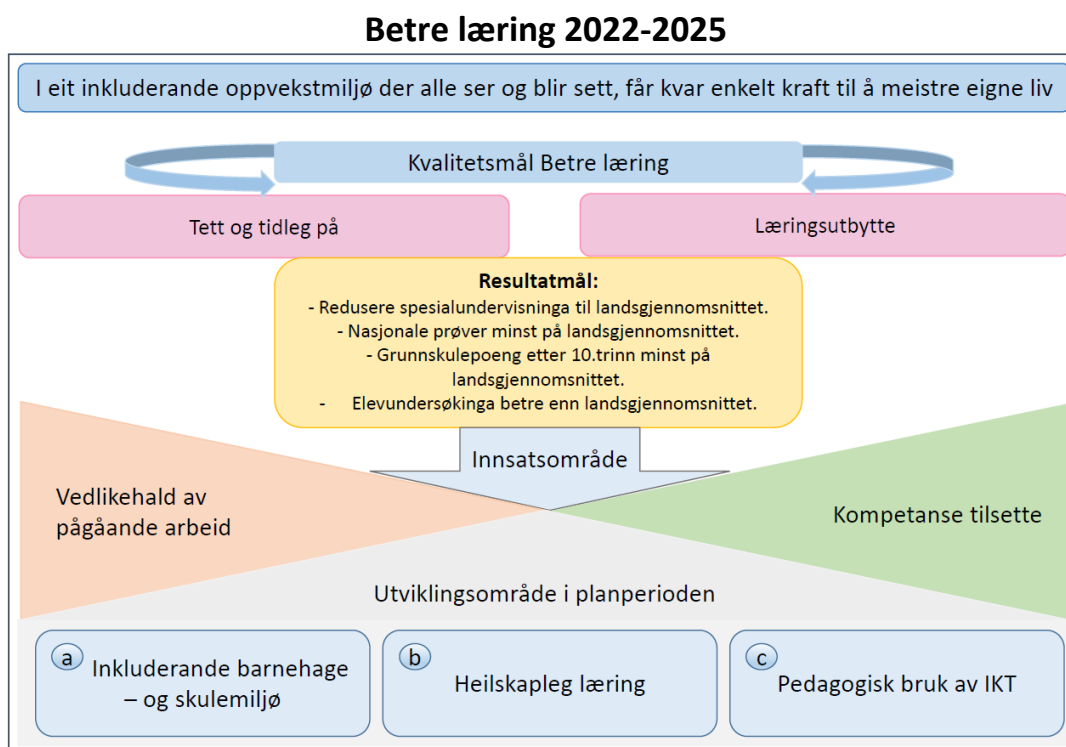 Betre læring 2022-2025
I eit inkluderande oppvekstmiljø der alle ser og blir sett, får kvar enkelt kraft til å meistre eigne liv
Kvalitetsmål Betre læring
Tett og tidleg på
Læringsutbytte
Resultatmål:
- Redusere spesialundervisninga til landsgjennomsnittet.
- Nasjonale prøver minst på landsgjennomsnittet.
- Grunnskulepoeng etter 10.trinn minst på
landsgjennomsnittet.
- Elevundersøkinga betre enn landsgjennomsnittet.
Innsatsområde
Vedlikehald av
pågåande arbeid
Kompetanse tilsette
Utviklingsområde i planperioden
a
Inkluderande barnehage
– og skulemiljø
b
Heilskapleg læring
c
Pedagogisk bruk av IKT